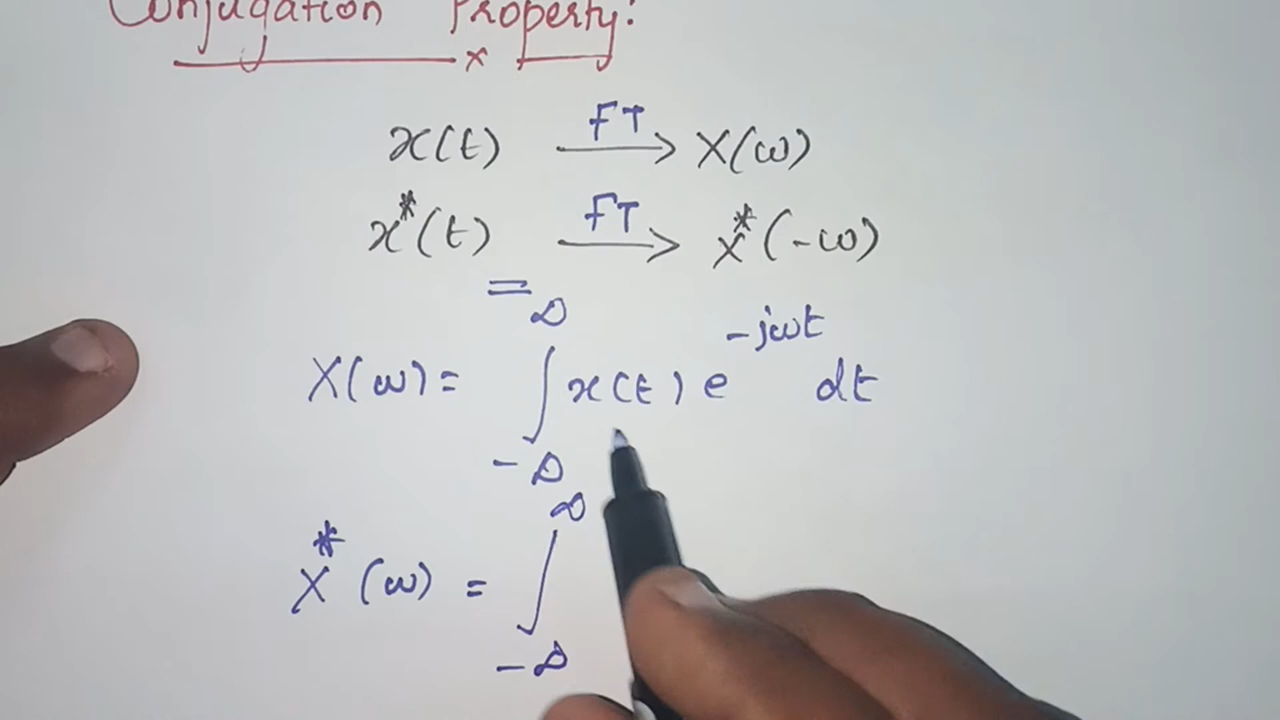 Conjugation Property:
x(t) FT→ X(ω)
x*(t) FT→ X*(-ω)
=
X(ω) = ∫_{-∞}^{∞} x(t) e^{-jωt} dt
X*(ω) = ∫_{-∞}^{∞}